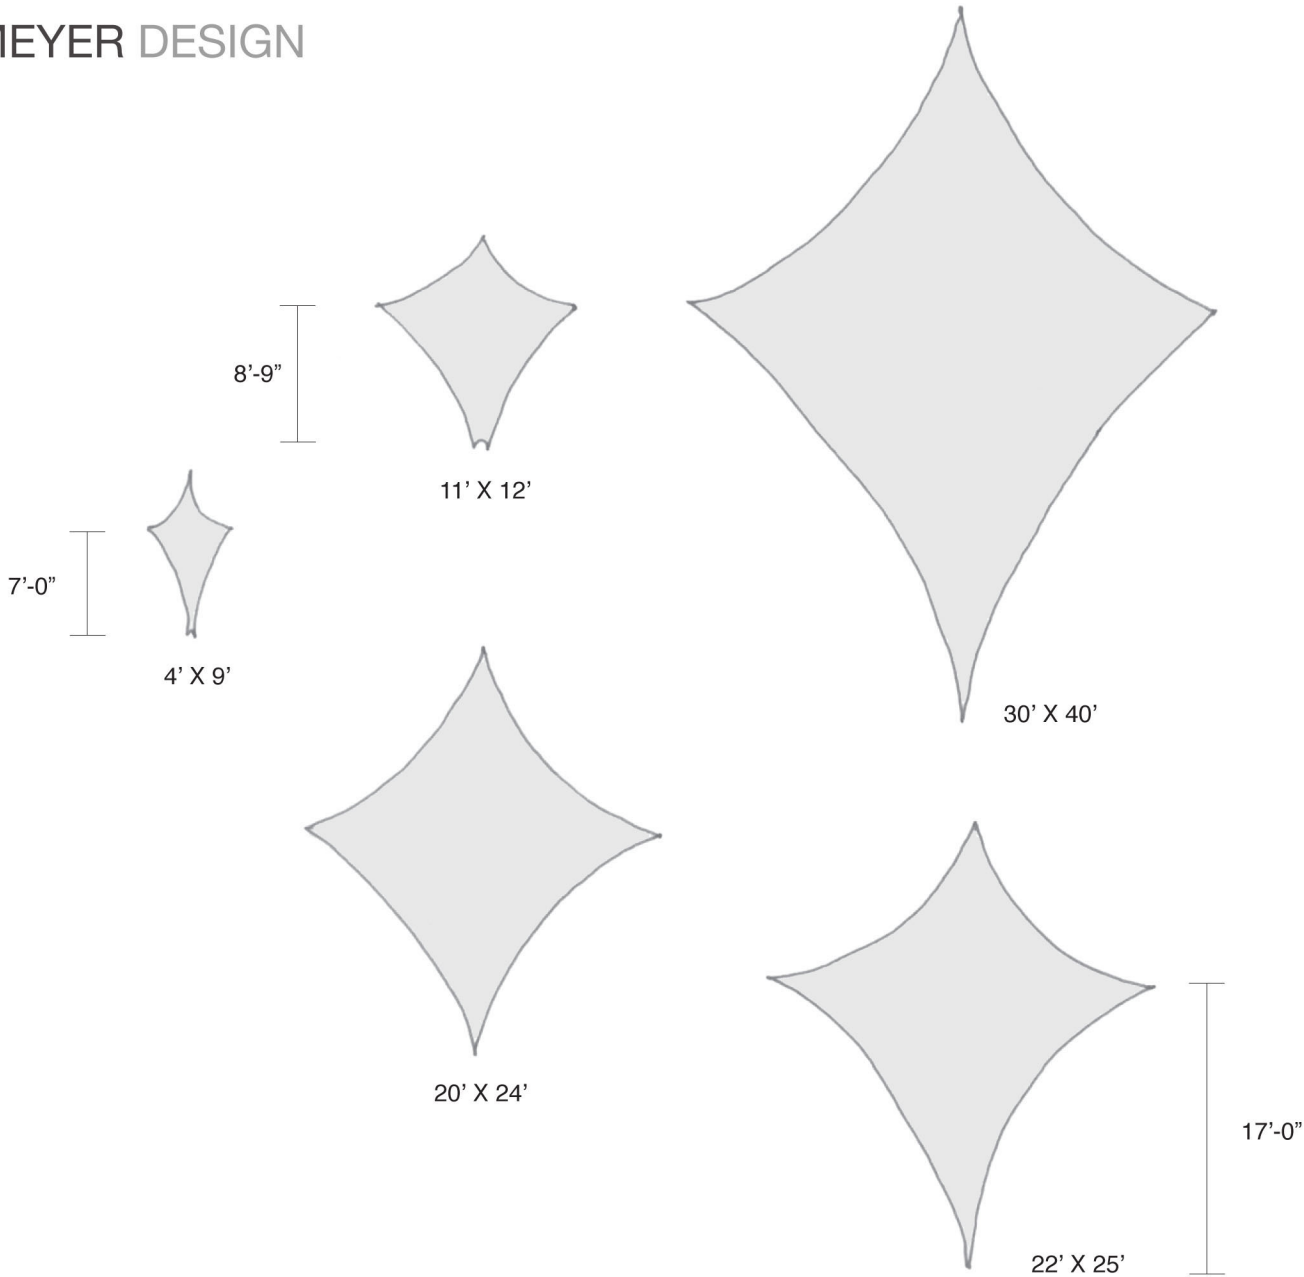 MEYER DESIGN
8’-9”
11’ X 12’
7’-0”
4’ X 9’
30’ X 40’
20’ X 24’
17’-0”
22’ X 25’